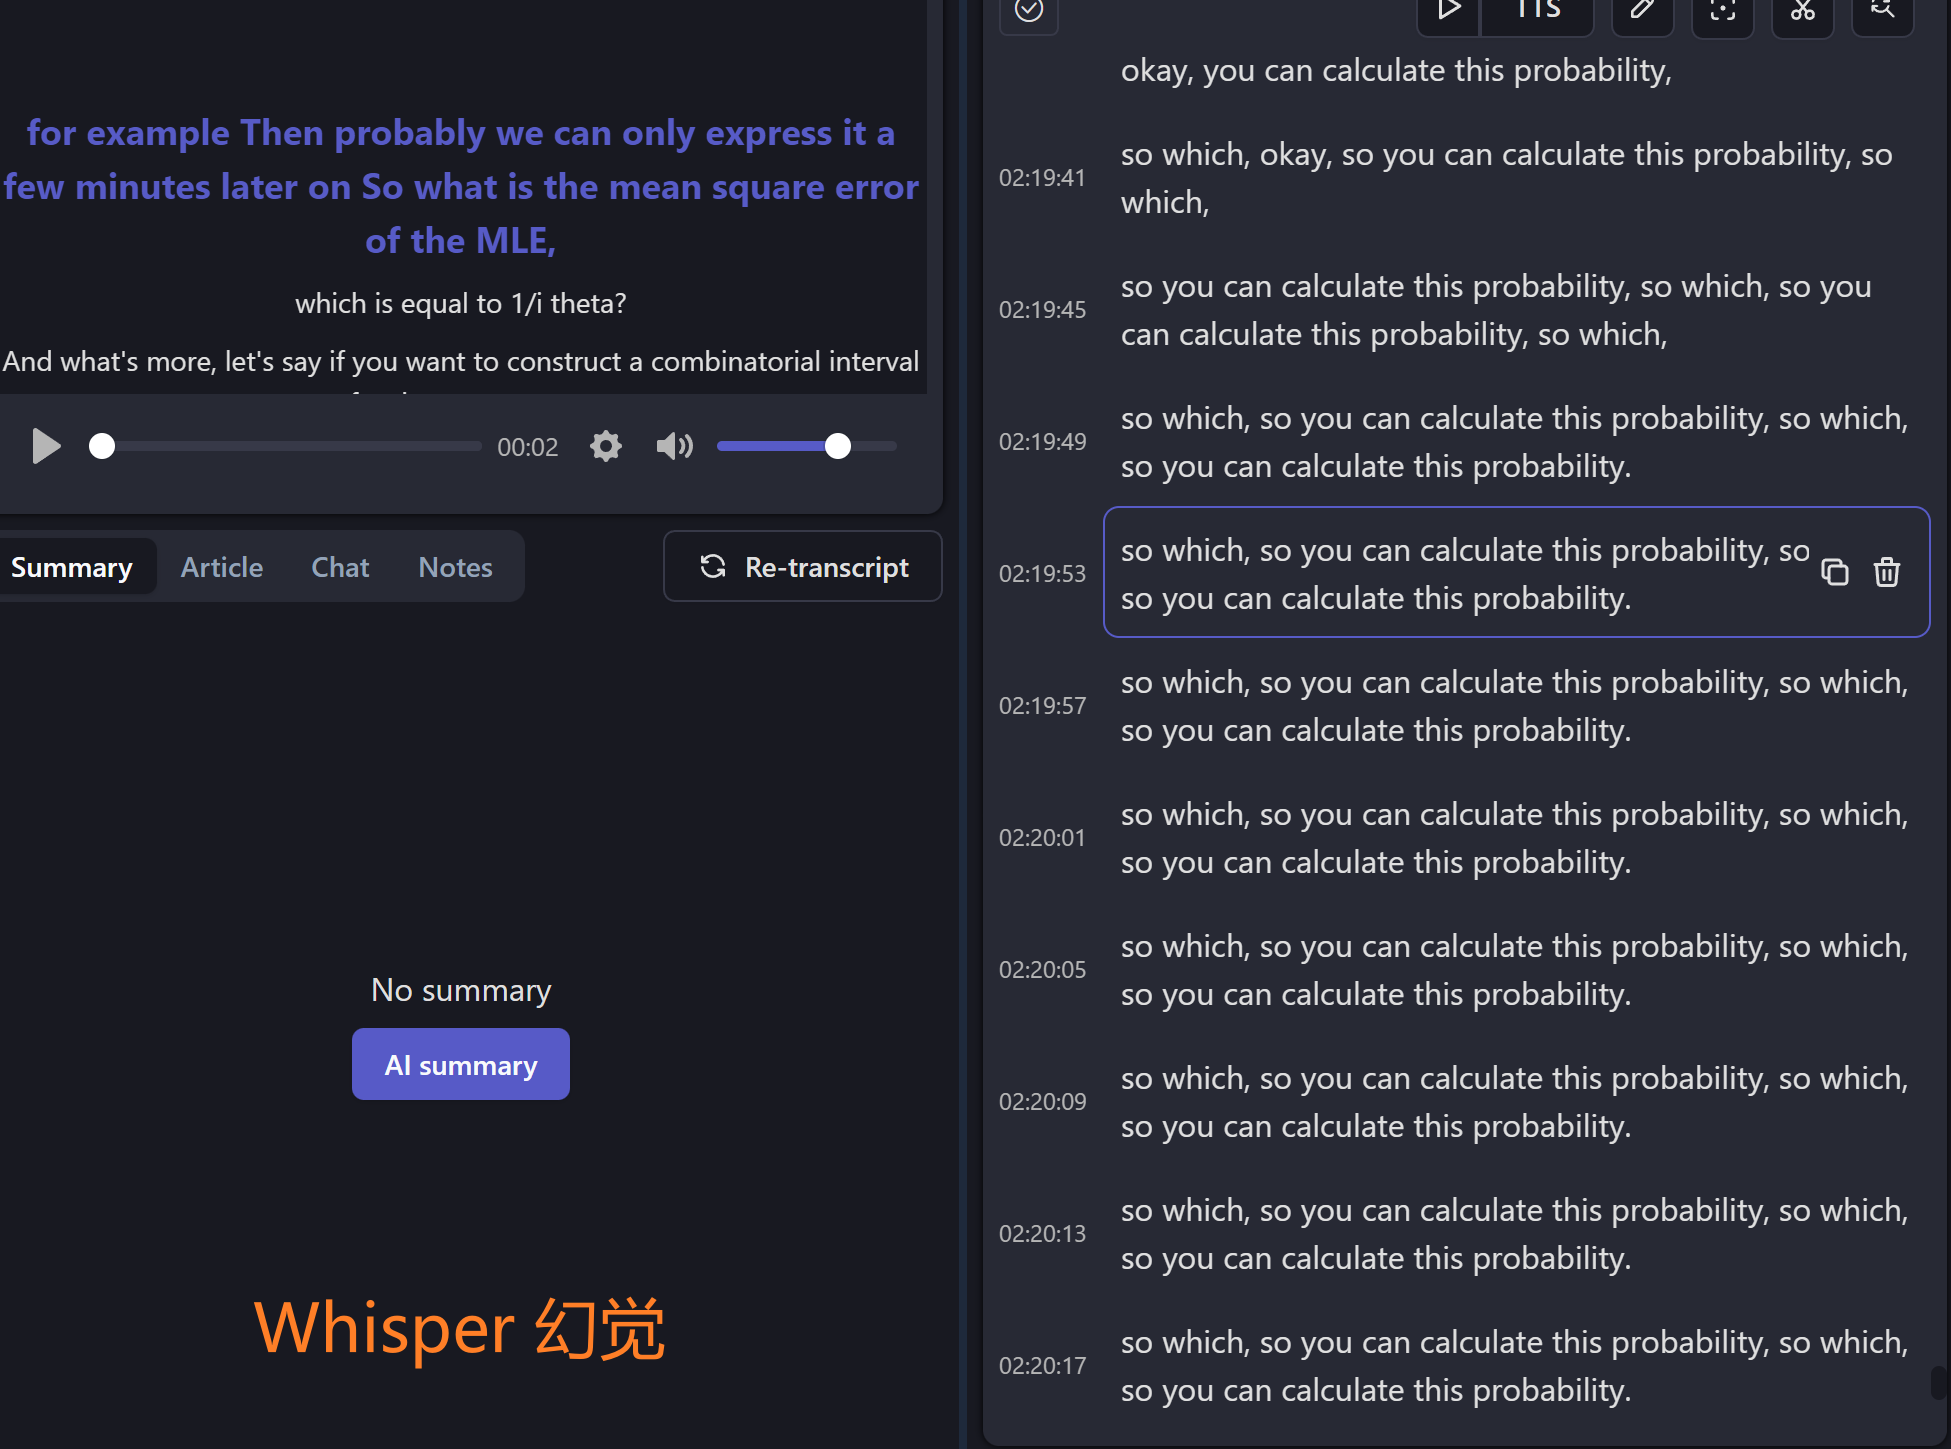 for example Then probably we can only express it a
few minutes later on So what is the mean square error
of the MLE,
which is equal to 1/i theta?
And what's more, let's say if you want to construct a combinatorial interval
00:02
Summary
Article
Chat
Notes
Re-transcript
No summary
AI summary
Whisper 幻觉
TTS
okay, you can calculate this probability,
02:19:41
so which, okay, so you can calculate this probability, so
which,
02:19:45
so you can calculate this probability, so which, so you
can calculate this probability, so which,
02:19:49
so which, so you can calculate this probability, so which,
so you can calculate this probability.
02:19:53
so which, so you can calculate this probability, so
so you can calculate this probability.
02:19:57
so which, so you can calculate this probability, so which,
so you can calculate this probability.
02:20:01
so which, so you can calculate this probability, so which,
so you can calculate this probability.
02:20:05
so which, so you can calculate this probability, so which,
so you can calculate this probability.
02:20:09
so which, so you can calculate this probability, so which,
so you can calculate this probability.
02:20:13
so which, so you can calculate this probability, so which,
so you can calculate this probability.
02:20:17
so which, so you can calculate this probability, so which,
so you can calculate this probability.